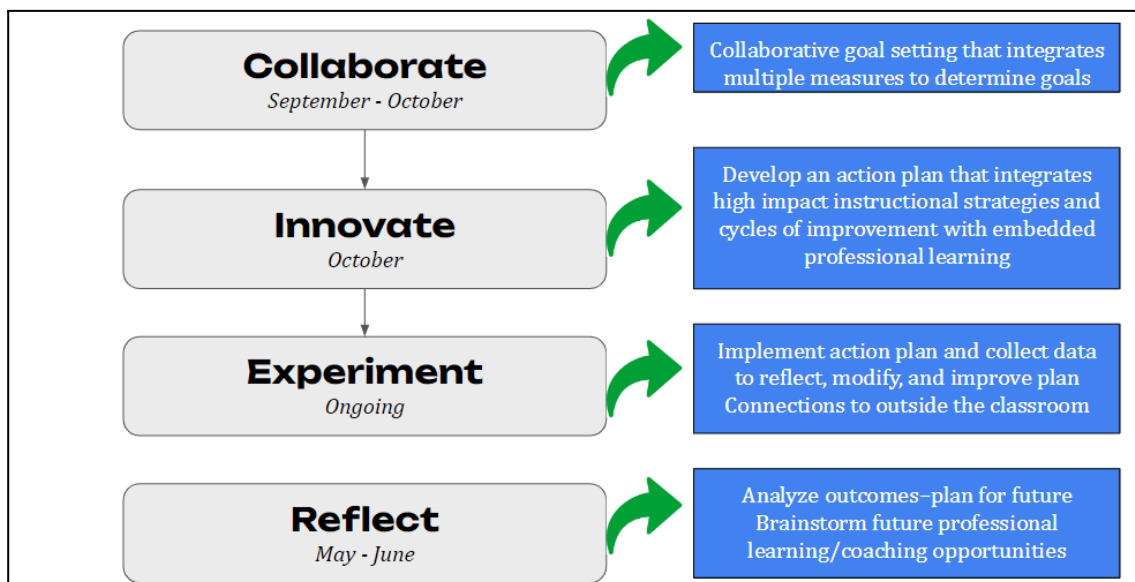 Collaborate
September - October
Collaborative goal setting that integrates
multiple measures to determine goals
Innovate
October
Develop an action plan that integrates
high impact instructional strategies and
cycles of improvement with embedded
professional learning
Experiment
Ongoing
Implement action plan and collect data
to reflect, modify, and improve plan
Connections to outside the classroom
Reflect
May - June
Analyze outcomes–plan for future
Brainstorm future professional
learning/coaching opportunities